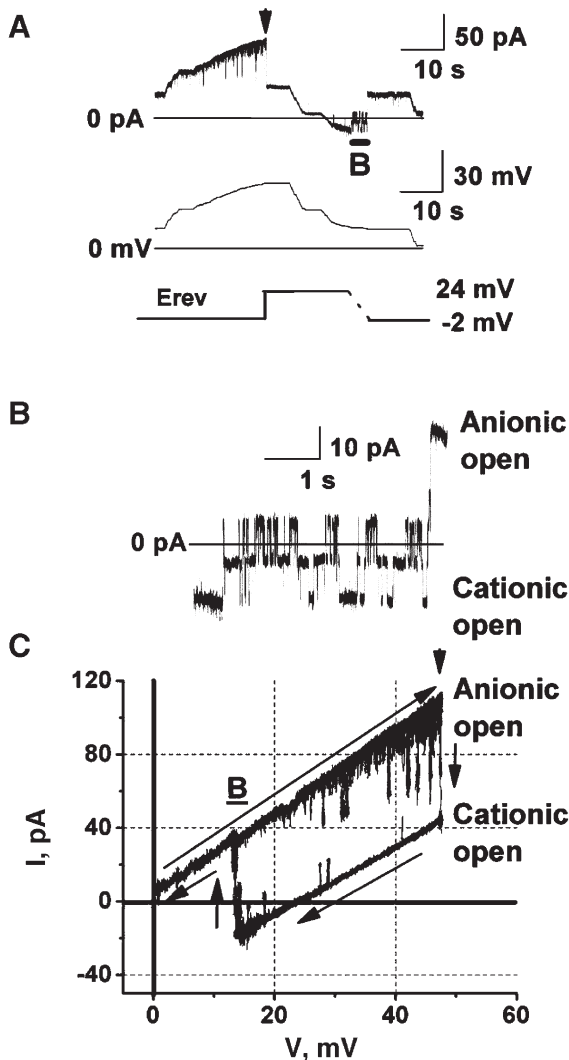 A
50 pA
10 s
0 pA
B
30 mV
10 s
0 mV
Erev
24 mV
-2 mV
B
10 pA
1 s
Anionic
open
0 pA
Cationic
open
C
120
80
40
0
-40
I, pA
B
Anionic
open
Cationic
open
0
20
40
60
V, mV